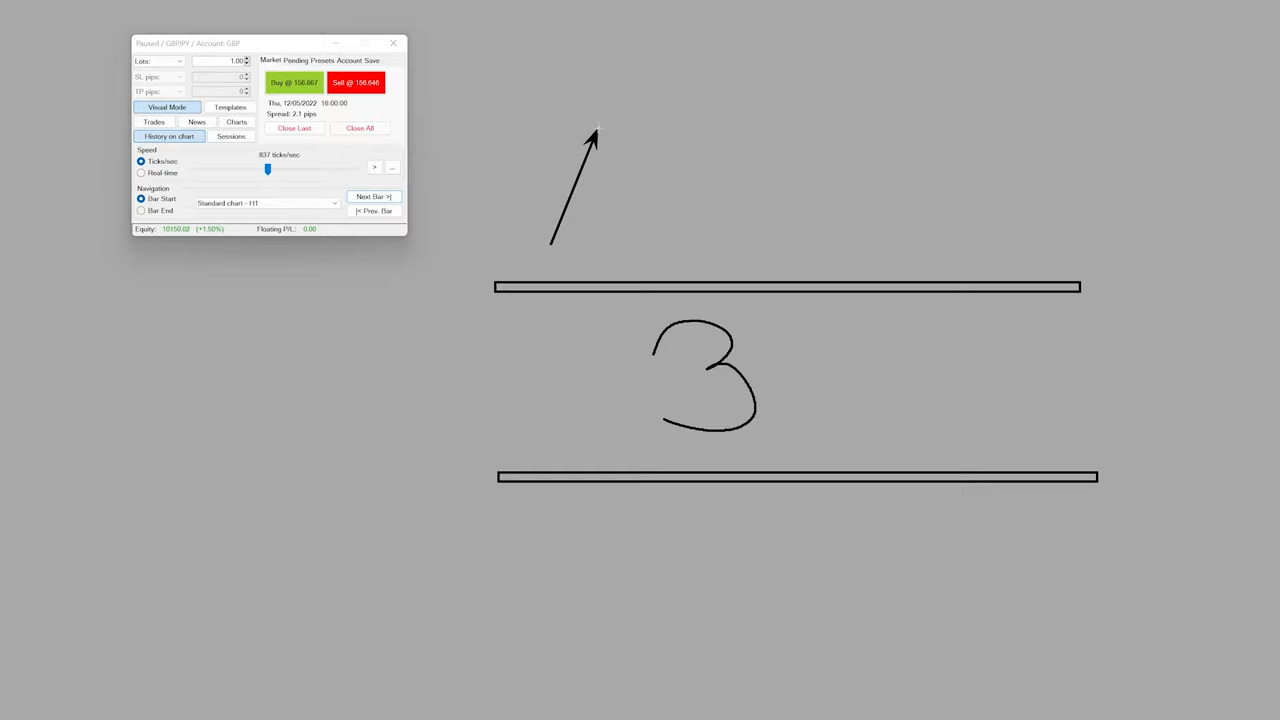 Paused / GBPJPY / Account: GBP
Lots: 1.00
SL pips: 0
TP pips: 0
Visual Mode Templates
Trades News Charts
History on chart Sessions
Market Pending Presets Account Save
Buy @ 156.667 Sell @ 156.646
Thu, 12/05/2022 16:00:00
Spread: 2.1 pips
Close Last Close All
Speed
837 ticks/sec
Ticks/sec
Real-time
> ...
Navigation
Bar Start
Bar End
Standard chart - H1
Next Bar >|
|< Prev. Bar
Equity: 10150.02 (+1.50%) Floating P/L: 0.00
3